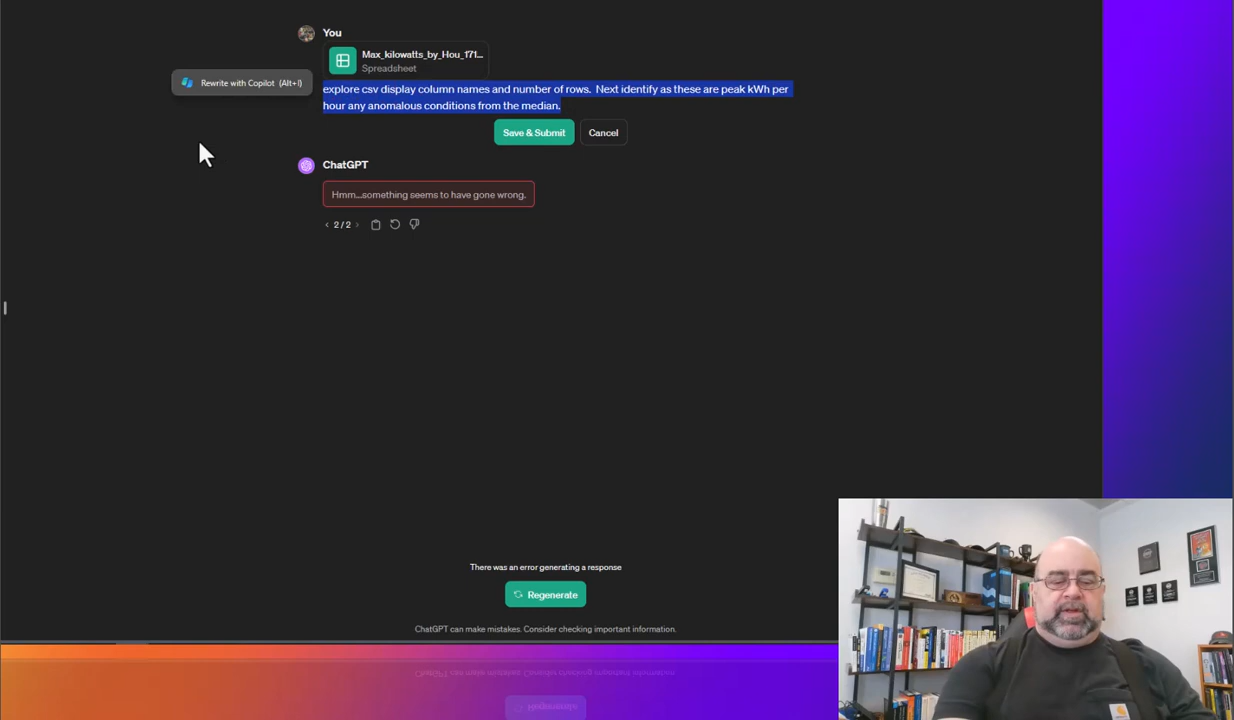 You
Max_kilowatts_by_Hou_171...
Spreadsheet
Rewrite with Copilot (Alt+I)
explore csv display column names and number of rows.  Next identify as these are peak kWh per
hour any anomalous conditions from the median.
Save & Submit
Cancel
ChatGPT
Hmm...something seems to have gone wrong.
2 / 2
There was an error generating a response
Regenerate
ChatGPT can make mistakes. Consider checking important information.